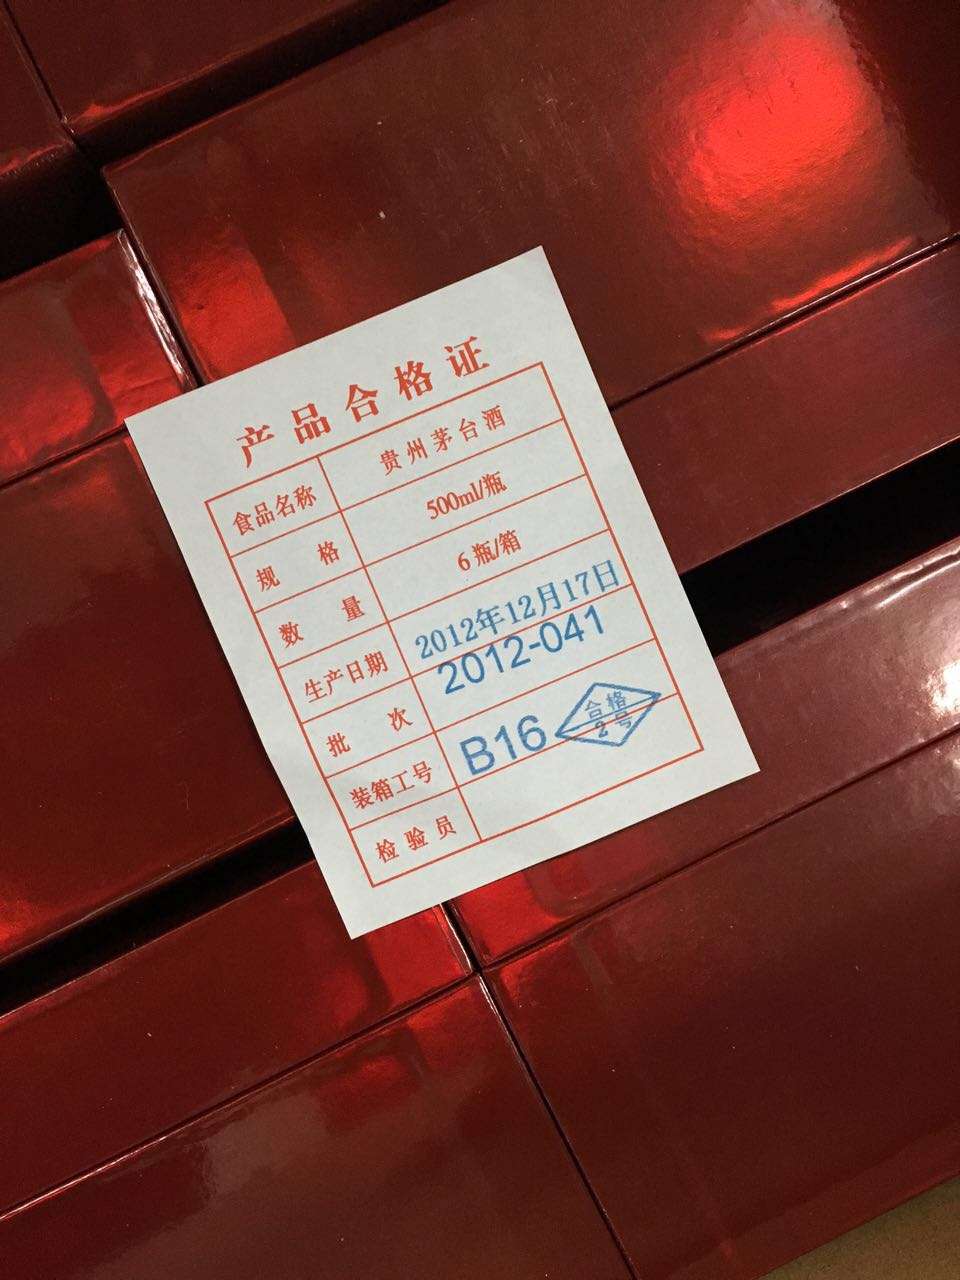 产品合格证
食品名称 贵州茅台酒
规格 500ml/瓶
数量 6瓶/箱
生产日期 2012年12月17日
批次 2012-041
装箱工号 B16
检验员 合格 2号